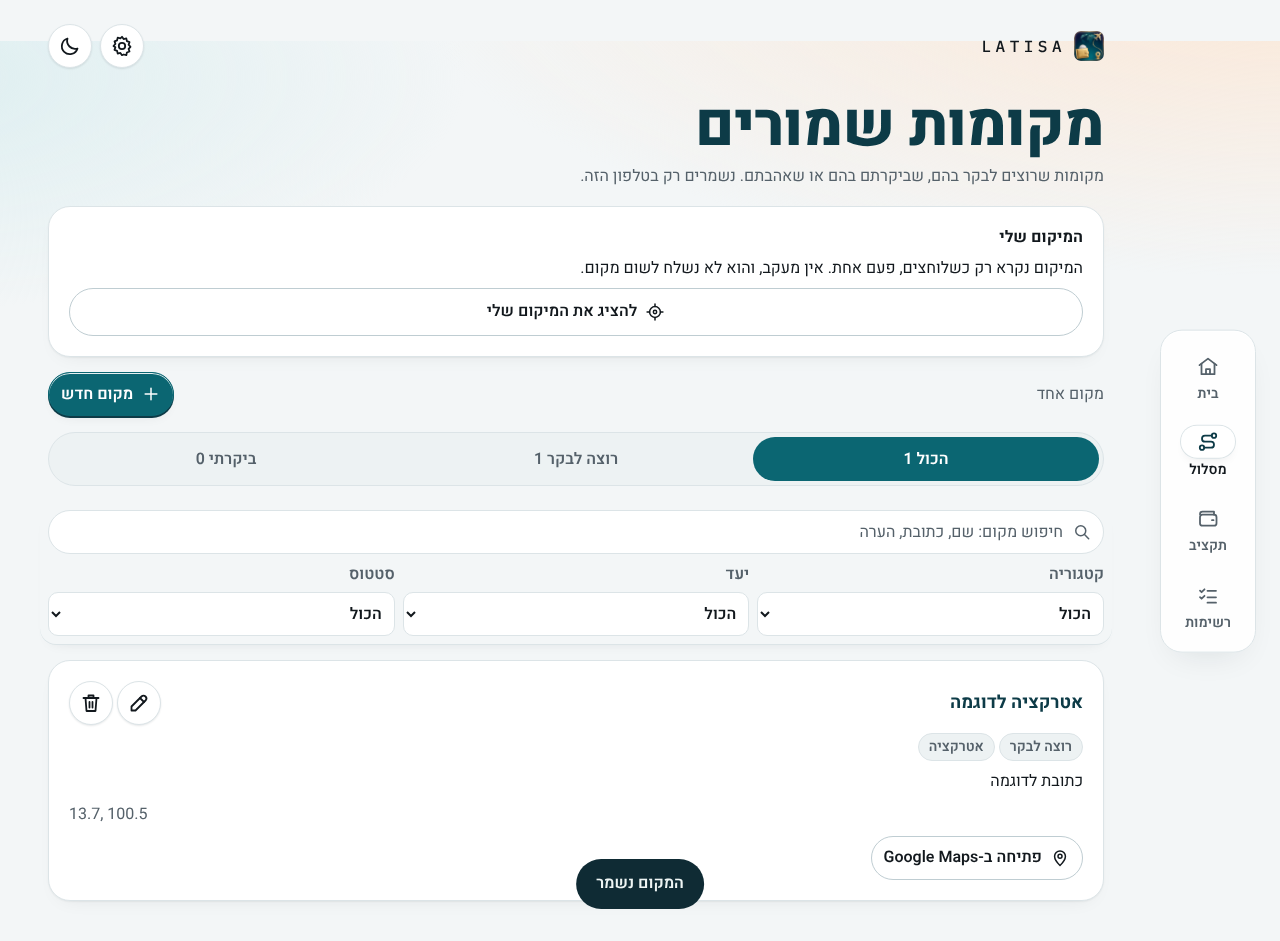 LATISA
מקומות שמורים
מקומות שרוצים לבקר בהם, שביקרתם בהם או שאהבתם. נשמרים רק בטלפון הזה.
המיקום שלי
המיקום נקרא רק כשלוחצים, פעם אחת. אין מעקב, והוא לא נשלח לשום מקום.
להציג את המיקום שלי
מקום אחד
מקום חדש
הכול 1
רוצה לבקר 1
ביקרתי 0
חיפוש מקום: שם, כתובת, הערה
קטגוריה
יעד
סטטוס
הכול
הכול
הכול
אטרקציה לדוגמה
רוצה לבקר
אטרקציה
כתובת לדוגמה
13.7, 100.5
פתיחה ב-Google Maps
המקום נשמר
בית
מסלול
תקציב
רשימות